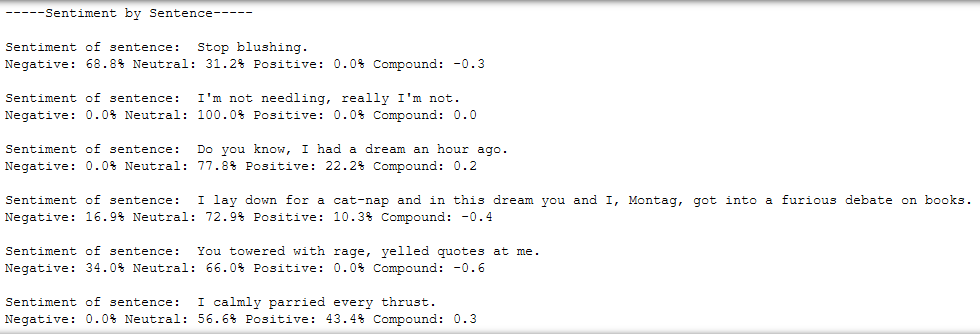 -----Sentiment by Sentence-----
Sentiment of sentence:  Stop blushing.
Negative: 68.8% Neutral: 31.2% Positive: 0.0% Compound: -0.3
Sentiment of sentence:  I'm not needling, really I'm not.
Negative: 0.0% Neutral: 100.0% Positive: 0.0% Compound: 0.0
Sentiment of sentence:  Do you know, I had a dream an hour ago.
Negative: 0.0% Neutral: 77.8% Positive: 22.2% Compound: 0.2
Sentiment of sentence:  I lay down for a cat-nap and in this dream you and I, Montag, got into a furious debate on books.
Negative: 16.9% Neutral: 72.9% Positive: 10.3% Compound: -0.4
Sentiment of sentence:  You towered with rage, yelled quotes at me.
Negative: 34.0% Neutral: 66.0% Positive: 0.0% Compound: -0.6
Sentiment of sentence:  I calmly parried every thrust.
Negative: 0.0% Neutral: 56.6% Positive: 43.4% Compound: 0.3